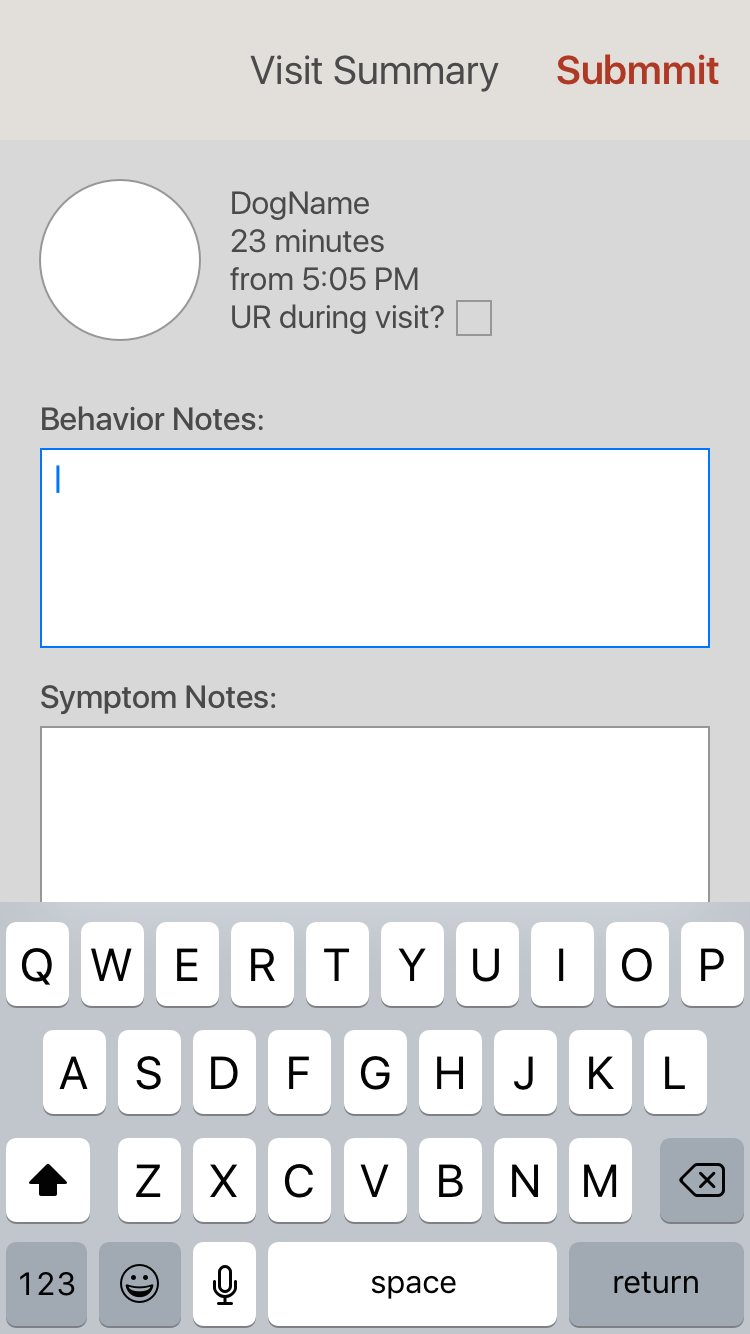 Visit Summary Submmit
DogName
23 minutes
from 5:05 PM
UR during visit?
Behavior Notes:
Symptom Notes:
Q W E R T Y U I O P
A S D F G H J K L
Z X C V B N M
123 space return